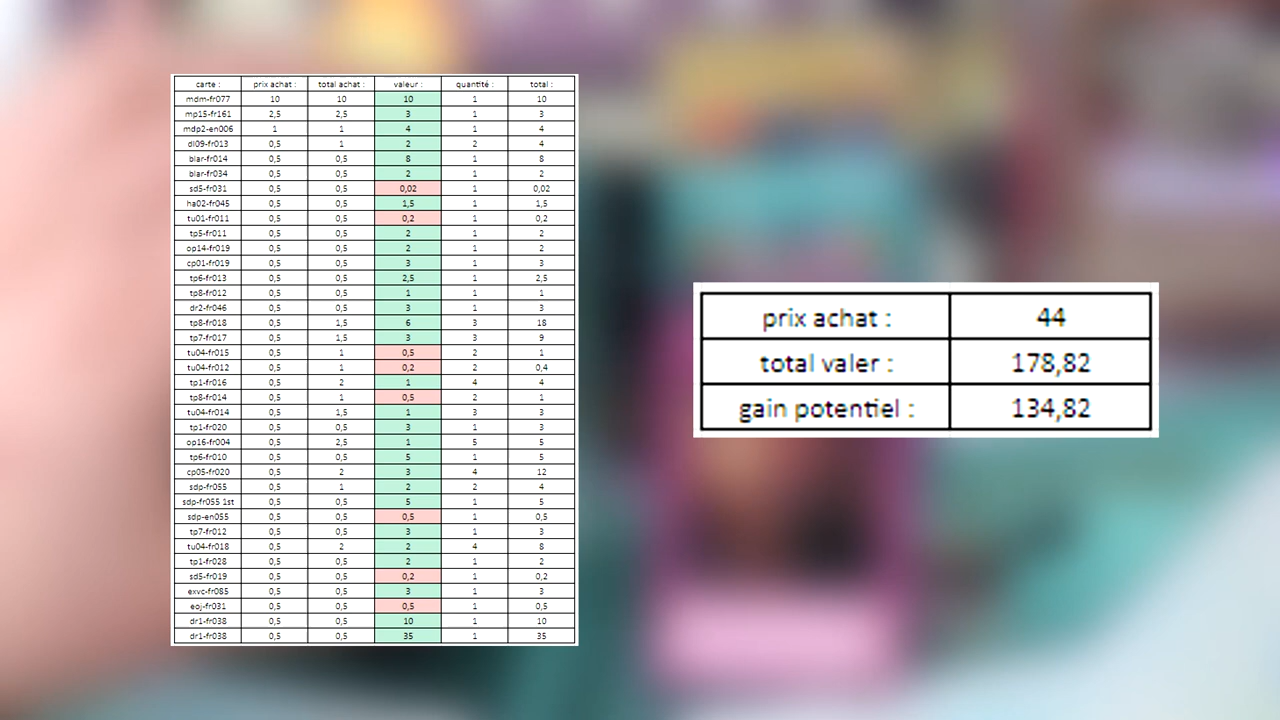 carte : prix achat : total achat : valeur : quantité : total :
mdm-fr077 10 10 10 1 10
mp15-fr161 2,5 2,5 3 1 3
mdp2-en006 1 1 4 1 4
dl09-fr013 0,5 1 2 2 4
blar-fr014 0,5 0,5 8 1 8
blar-fr034 0,5 0,5 2 1 2
sd5-fr031 0,5 0,5 0,02 1 0,02
ha02-fr045 0,5 0,5 1,5 1 1,5
tu01-fr011 0,5 0,5 0,2 1 0,2
tp5-fr011 0,5 0,5 2 1 2
op14-fr019 0,5 0,5 2 1 2
cp01-fr019 0,5 0,5 3 1 3
tp6-fr013 0,5 0,5 2,5 1 2,5
tp8-fr012 0,5 0,5 1 1 1
dr2-fr046 0,5 0,5 3 1 3
tp8-fr018 0,5 1,5 6 3 18
tp7-fr017 0,5 1,5 3 3 9
tu04-fr015 0,5 1 0,5 2 1
tu04-fr012 0,5 1 0,2 2 0,4
tp1-fr016 0,5 2 1 4 4
tp8-fr014 0,5 1 0,5 2 1
tu04-fr014 0,5 1,5 1 3 3
tp1-fr020 0,5 0,5 3 1 3
op16-fr004 0,5 2,5 1 5 5
tp6-fr010 0,5 0,5 5 1 5
cp05-fr020 0,5 2 3 4 12
sdp-fr055 0,5 1 2 2 4
sdp-fr055 1st 0,5 0,5 5 1 5
sdp-en055 0,5 0,5 0,5 1 0,5
tp7-fr012 0,5 0,5 3 1 3
tu04-fr018 0,5 2 2 4 8
tp1-fr028 0,5 0,5 2 1 2
sd5-fr019 0,5 0,5 0,2 1 0,2
exvc-fr085 0,5 0,5 3 1 3
eoj-fr031 0,5 0,5 0,5 1 0,5
dr1-fr038 0,5 0,5 10 1 10
dr1-fr038 0,5 0,5 35 1 35
prix achat : 44
total valer : 178,82
gain potentiel : 134,82